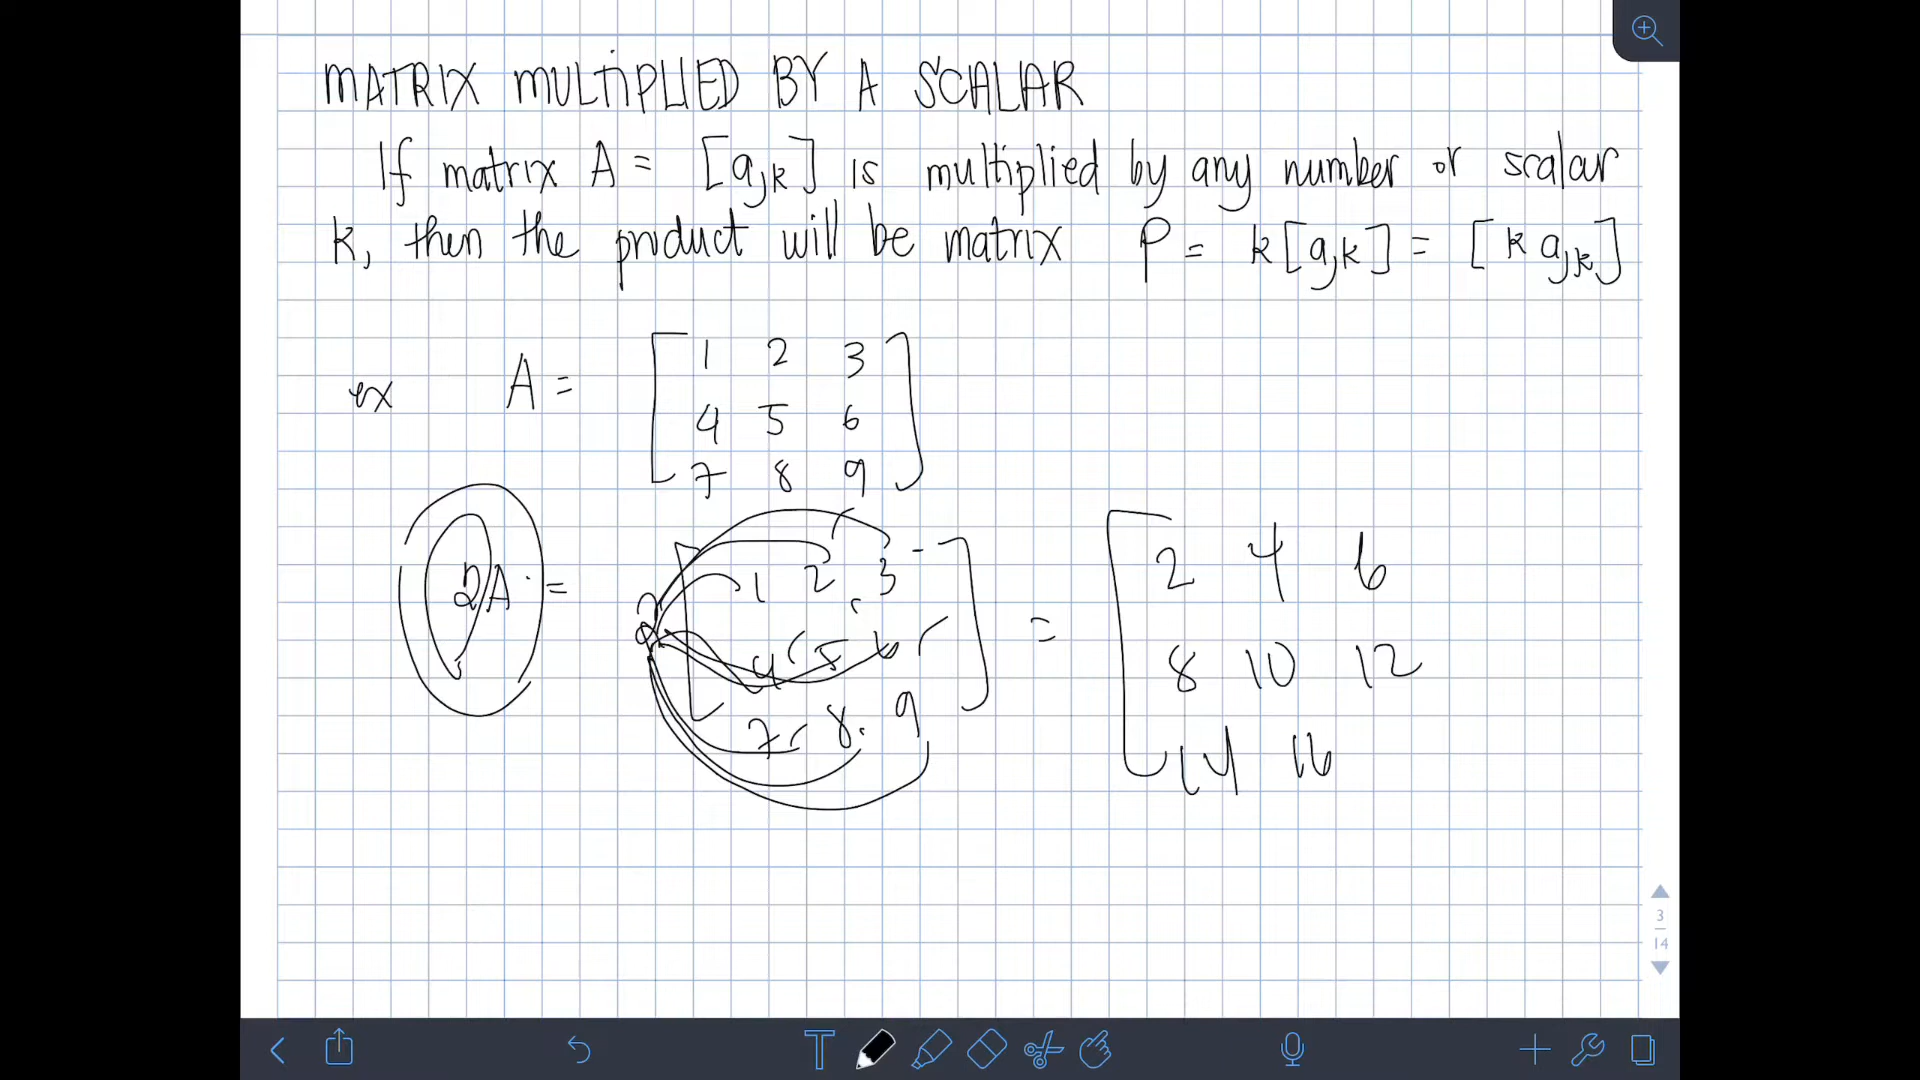 MATRIX MULTIPLIED BY A SCALAR
If matrix A = [ajk] is multiplied by any number or scalar
k, then the product will be matrix P = k[ajk] = [k ajk]
ex A = [1 2 3
4 5 6
7 8 9]
2A = 2[1 2 3
4 5 6
7 8 9] = [2 4 6
8 10 12
14 16
3
14
T